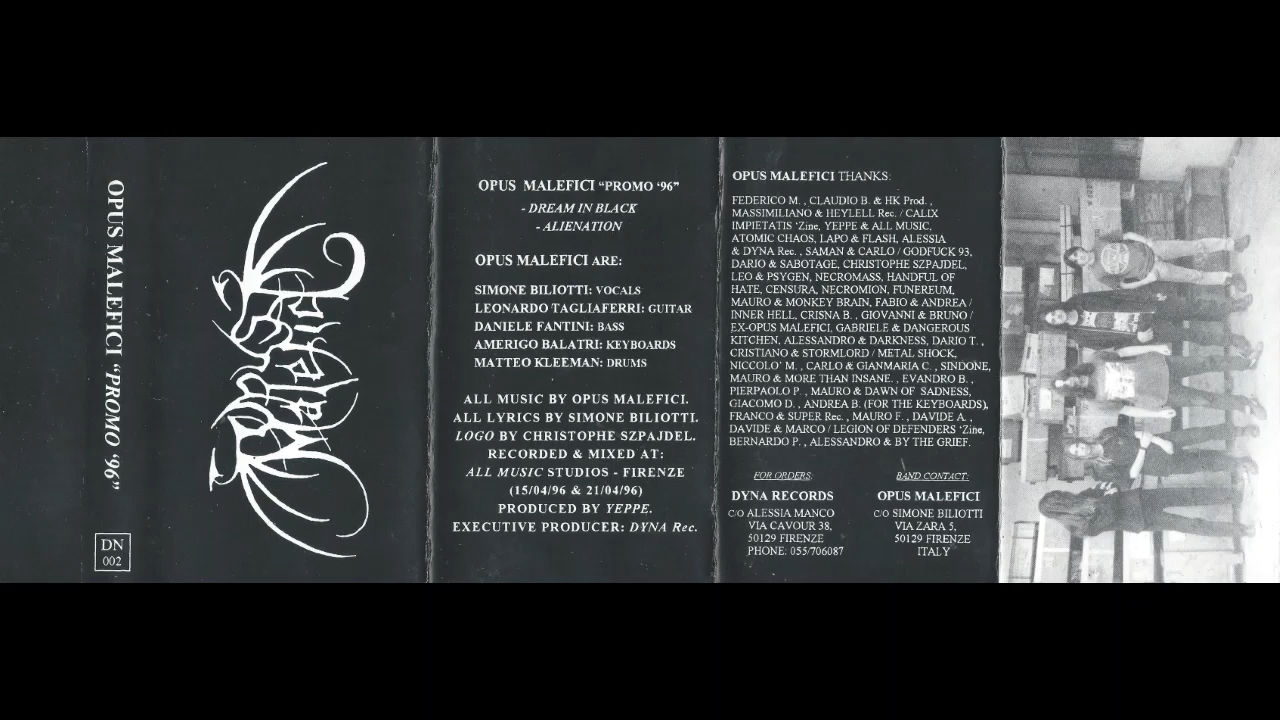 OPUS MALEFICI "PROMO '96"
DN
002
OPUS MALEFICI
OPUS MALEFICI "PROMO '96"
- DREAM IN BLACK
- ALIENATION
OPUS MALEFICI ARE:
SIMONE BILIOTTI: VOCALS
LEONARDO TAGLIAFERRI: GUITAR
DANIELE FANTINI: BASS
AMERIGO BALATRI: KEYBOARDS
MATTEO KLEEMAN: DRUMS
ALL MUSIC BY OPUS MALEFICI.
ALL LYRICS BY SIMONE BILIOTTI.
LOGO BY CHRISTOPHE SZPAJDEL.
RECORDED & MIXED AT:
ALL MUSIC STUDIOS - FIRENZE
(15/04/96 & 21/04/96)
PRODUCED BY YEPPE.
EXECUTIVE PRODUCER: DYNA Rec.
OPUS MALEFICI THANKS:
FEDERICO M. , CLAUDIO B. & HK Prod. ,
MASSIMILIANO & HEYLELL Rec. / CALIX
IMPIETATIS 'Zine, YEPPE & ALL MUSIC,
ATOMIC CHAOS, LAPO & FLASH, ALESSIA
& DYNA Rec. , SAMAN & CARLO / GODFUCK 93,
DARIO & SABOTAGE, CHRISTOPHE SZPAJDEL,
LEO & PSYGEN, NECROMASS, HANDFUL OF
HATE, CENSURA, NECROMION, FUNEREUM,
MAURO & MONKEY BRAIN, FABIO & ANDREA /
INNER HELL, CRISNA B. , GIOVANNI & BRUNO /
EX-OPUS MALEFICI, GABRIELE & DANGEROUS
KITCHEN, ALESSANDRO & DARKNESS, DARIO T. ,
CRISTIANO & STORMLORD / METAL SHOCK,
NICCOLO' M. , CARLO & GIANMARIA C. , SINDONE,
MAURO & MORE THAN INSANE. , EVANDRO B. ,
PIERPAOLO P. , MAURO & DAWN OF SADNESS,
GIACOMO D. , ANDREA B. (FOR THE KEYBOARDS),
FRANCO & SUPER Rec. , MAURO F. , DAVIDE A. ,
DAVIDE & MARCO / LEGION OF DEFENDERS 'Zine,
BERNARDO P. , ALESSANDRO & BY THE GRIEF.
FOR ORDERS:
DYNA RECORDS
C/O ALESSIA MANCO
VIA CAVOUR 38,
50129 FIRENZE
PHONE: 055/706087
BAND CONTACT:
OPUS MALEFICI
C/O SIMONE BILIOTTI
VIA ZARA 5,
50129 FIRENZE
ITALY